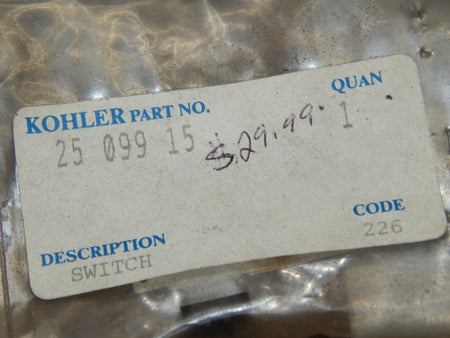 KOHLER PART NO. QUAN
25 099 15 $29.99 1
DESCRIPTION CODE
SWITCH 226